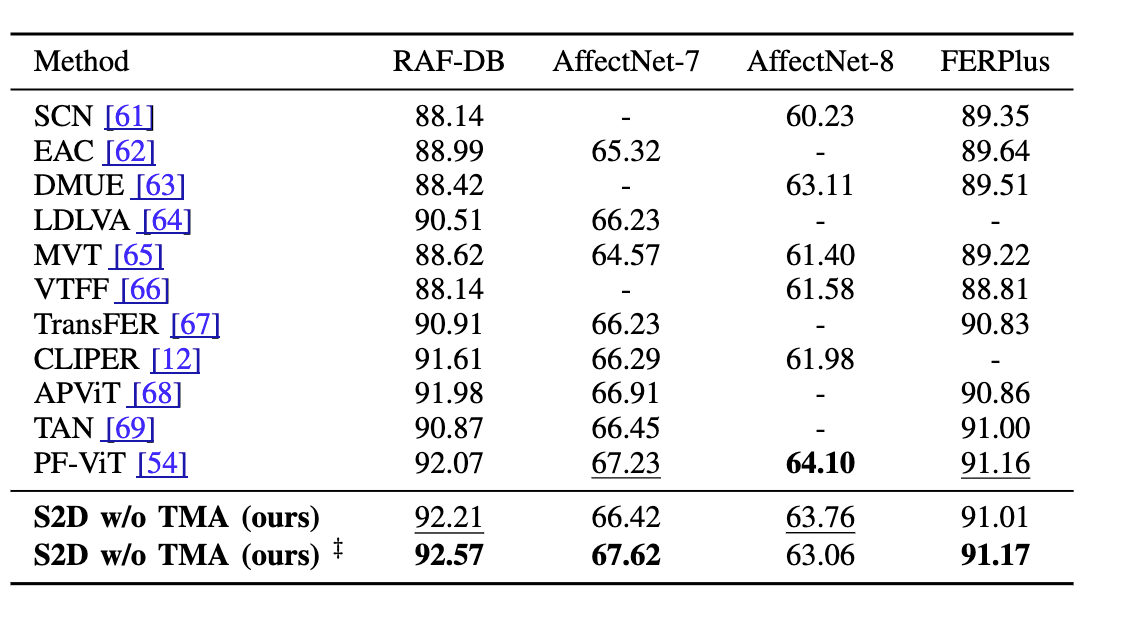 Method RAF-DB AffectNet-7 AffectNet-8 FERPlus
SCN [61] 88.14 - 60.23 89.35
EAC [62] 88.99 65.32 - 89.64
DMUE [63] 88.42 - 63.11 89.51
LDLVA [64] 90.51 66.23 - -
MVT [65] 88.62 64.57 61.40 89.22
VTFF [66] 88.14 - 61.58 88.81
TransFER [67] 90.91 66.23 - 90.83
CLIPER [12] 91.61 66.29 61.98 -
APViT [68] 91.98 66.91 - 90.86
TAN [69] 90.87 66.45 - 91.00
PF-ViT [54] 92.07 67.23 64.10 91.16
S2D w/o TMA (ours) 92.21 66.42 63.76 91.01
S2D w/o TMA (ours) ‡ 92.57 67.62 63.06 91.17